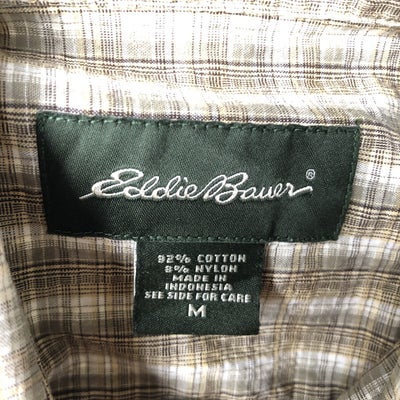 Eddie Bauer®
92% COTTON
8% NYLON
MADE IN
INDONESIA
SEE SIDE FOR CARE
M